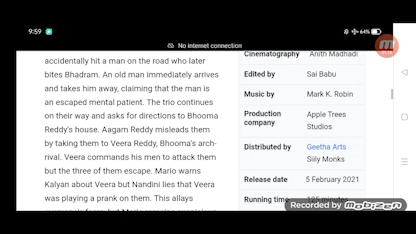 9:59
64%
No internet connection
accidentally hit a man on the road who later
bites Bhadram. An old man immediately arrives
and takes him away, claiming that the man is
an escaped mental patient. The trio continues
on their way and asks for directions to Bhooma
Reddy's house. Aagam Reddy misleads them
by taking them to Veera Reddy, Bhooma's arch-
rival. Veera commands his men to attack them
but the three of them escape. Mario warns
Kalyan about Veera but Nandini lies that Veera
was playing a prank on them. This allays
Cinematography Anith Madhadi
Edited by Sai Babu
Music by Mark K. Robin
Production company Apple Trees
Studios
Distributed by Geetha Arts
Siily Monks
Release date 5 February 2021
Running time 125 minutes
Recorded by mobizen